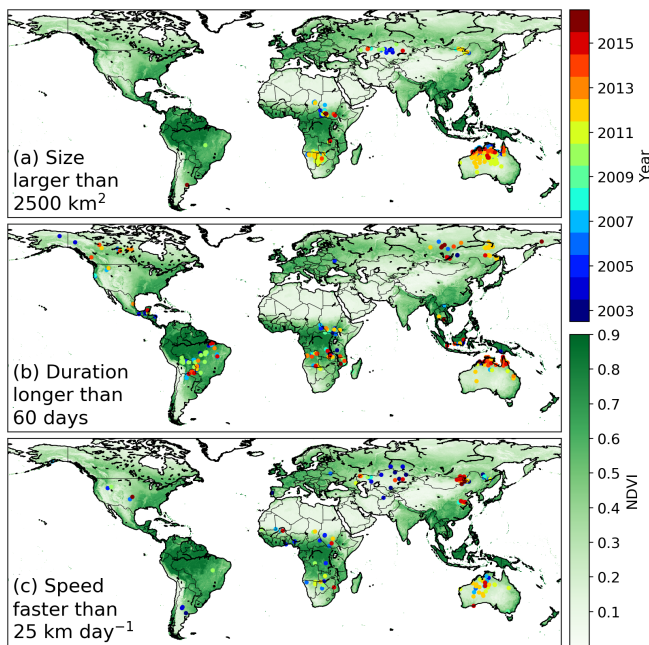 (a) Size
larger than
2500 km²
(b) Duration
longer than
60 days
(c) Speed
faster than
25 km day⁻¹
2015
2013
2011
2009
2007
2005
2003
Year
0.9
0.8
0.7
0.6
0.5
0.4
0.3
0.2
0.1
NDVI